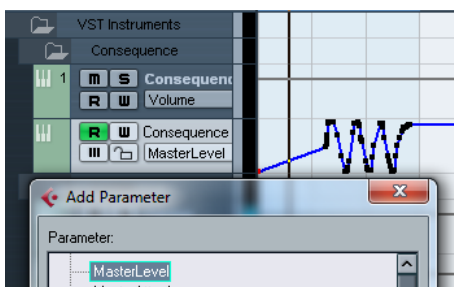 VST Instruments
Consequence
1 m S Consequenc
R W Volume
R W Consequence
MasterLevel
Add Parameter
Parameter:
MasterLevel